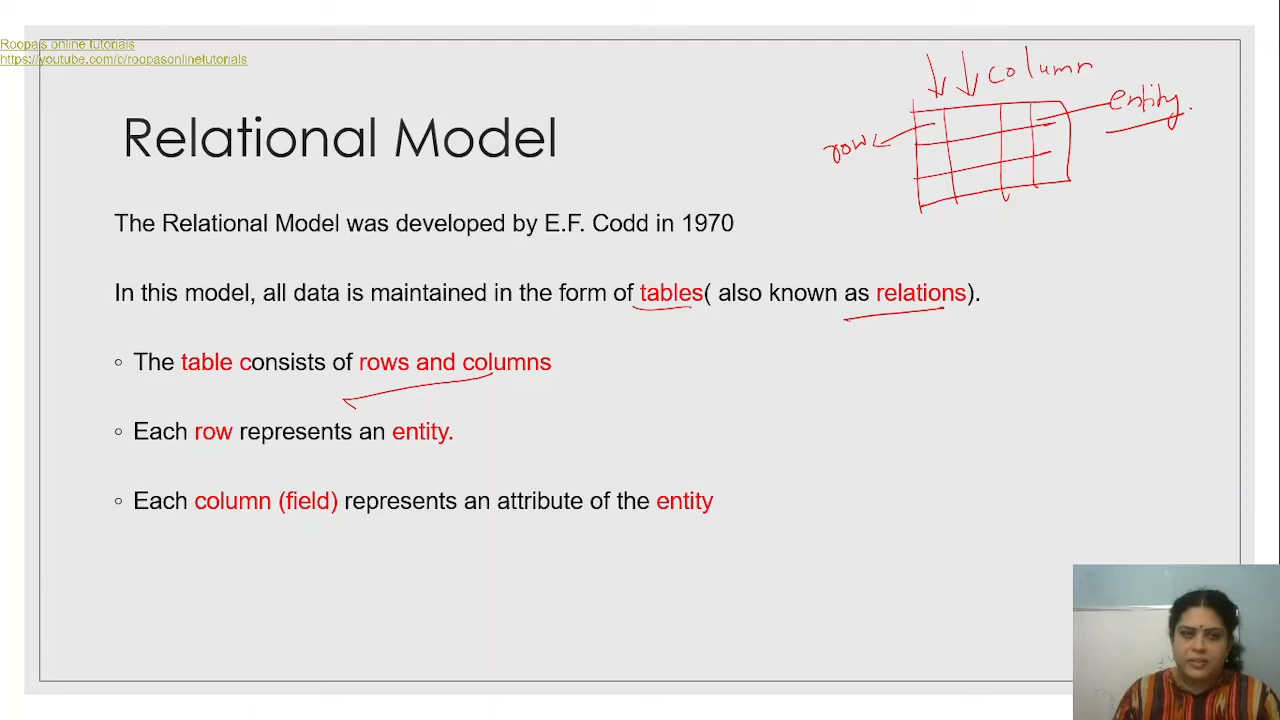 Roopa's online tutorials
https://youtube.com/c/roopasonlinetutorials
column
entity.
row
Relational Model
The Relational Model was developed by E.F. Codd in 1970
In this model, all data is maintained in the form of tables( also known as relations).
◦ The table consists of rows and columns
◦ Each row represents an entity.
◦ Each column (field) represents an attribute of the entity